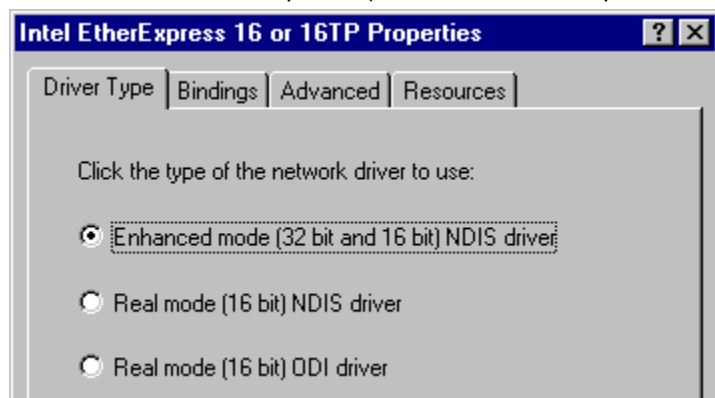 Intel EtherExpress 16 or 16TP Properties ? X
Driver Type Bindings Advanced Resources
Click the type of the network driver to use:
Enhanced mode (32 bit and 16 bit) NDIS driver
Real mode (16 bit) NDIS driver
Real mode (16 bit) ODI driver